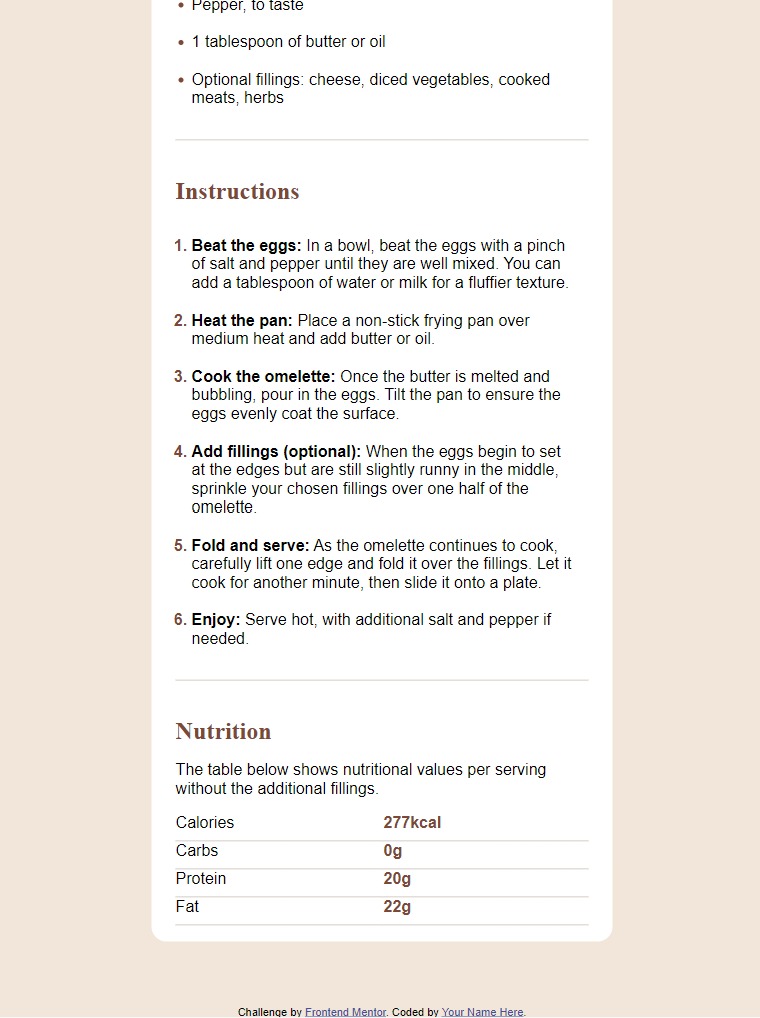 • Pepper, to taste
• 1 tablespoon of butter or oil
• Optional fillings: cheese, diced vegetables, cooked
meats, herbs
Instructions
1. Beat the eggs: In a bowl, beat the eggs with a pinch
of salt and pepper until they are well mixed. You can
add a tablespoon of water or milk for a fluffier texture.
2. Heat the pan: Place a non-stick frying pan over
medium heat and add butter or oil.
3. Cook the omelette: Once the butter is melted and
bubbling, pour in the eggs. Tilt the pan to ensure the
eggs evenly coat the surface.
4. Add fillings (optional): When the eggs begin to set
at the edges but are still slightly runny in the middle,
sprinkle your chosen fillings over one half of the
omelette.
5. Fold and serve: As the omelette continues to cook,
carefully lift one edge and fold it over the fillings. Let it
cook for another minute, then slide it onto a plate.
6. Enjoy: Serve hot, with additional salt and pepper if
needed.
Nutrition
The table below shows nutritional values per serving
without the additional fillings.
Calories 277kcal
Carbs 0g
Protein 20g
Fat 22g
Challenge by Frontend Mentor. Coded by Your Name Here.